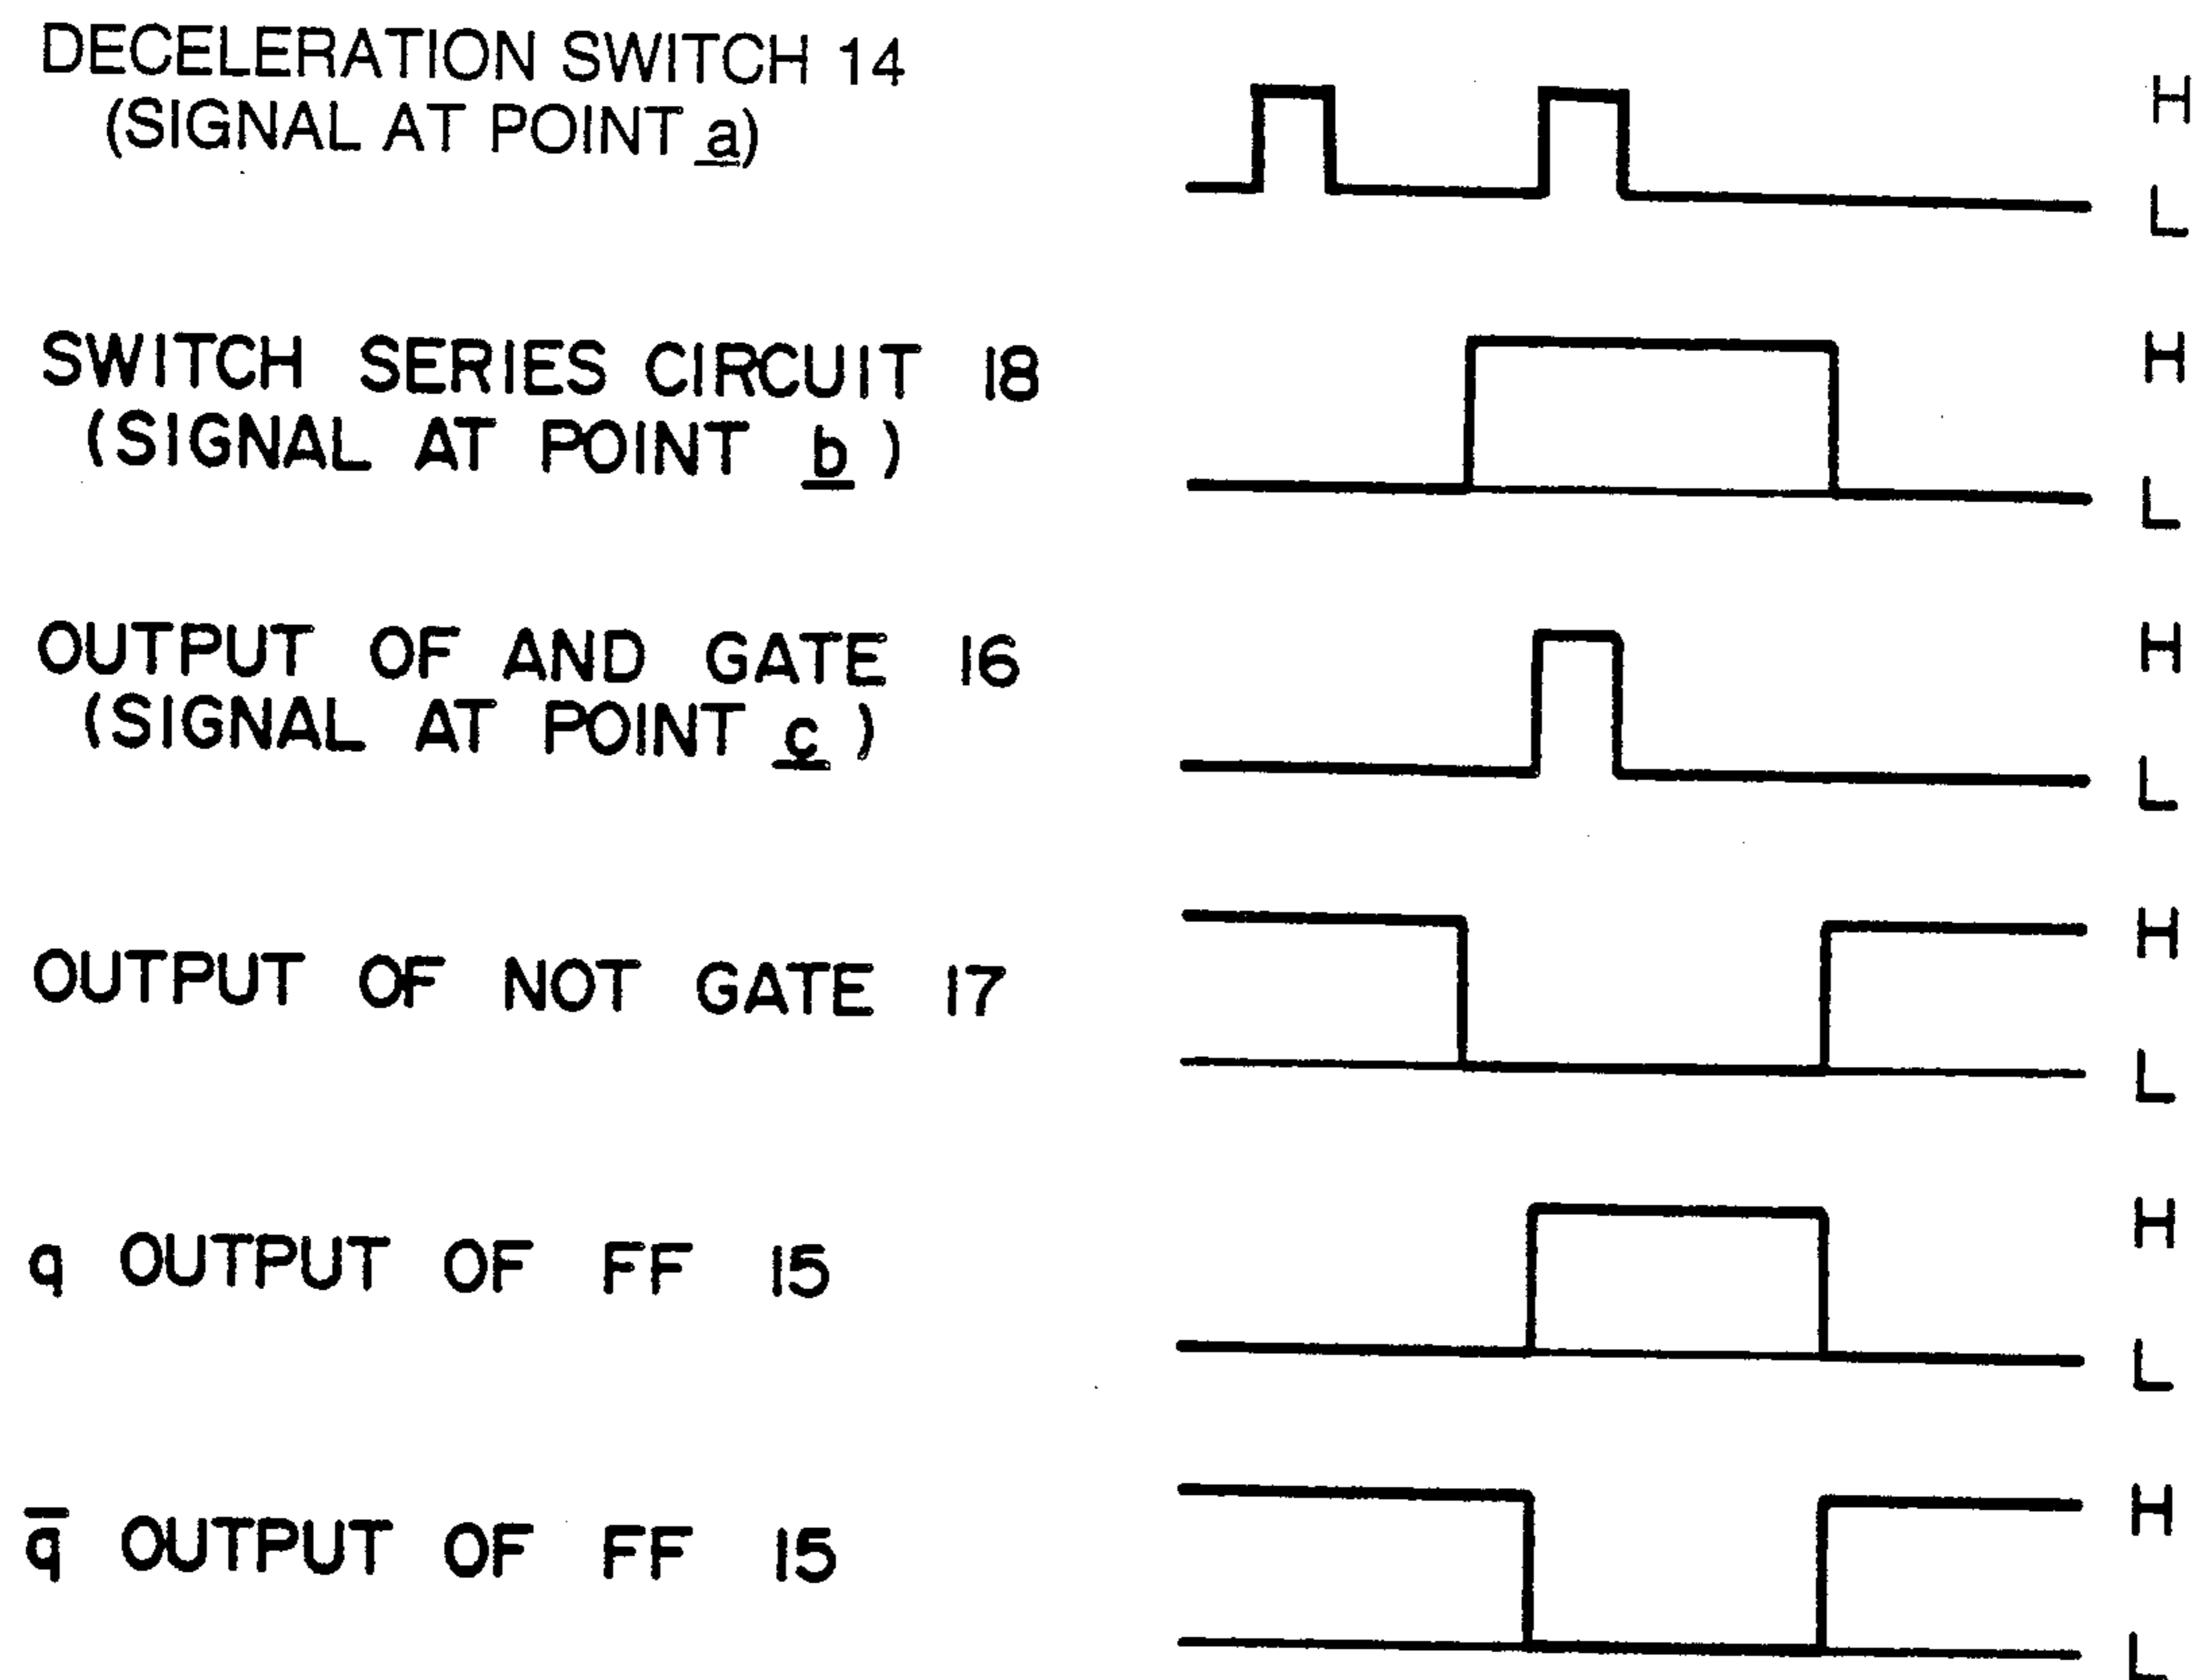 DECELERATION SWITCH 14
(SIGNAL AT POINT a)
H
L
SWITCH SERIES CIRCUIT 18
(SIGNAL AT POINT b)
H
L
OUTPUT OF AND GATE 16
(SIGNAL AT POINT c)
H
L
OUTPUT OF NOT GATE 17
H
L
q OUTPUT OF FF 15
H
L
q̅ OUTPUT OF FF 15
H
L